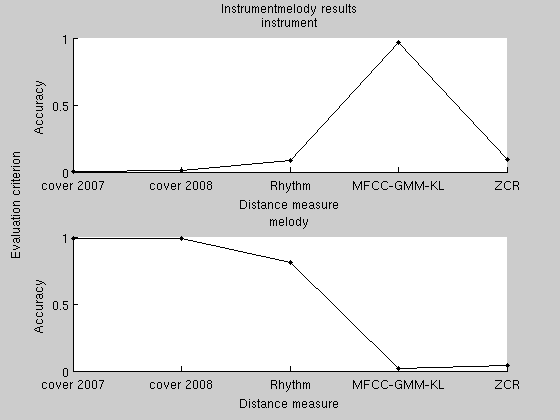 Instrumentmelody results
instrument
1
0.5
0
Accuracy
cover 2007 cover 2008 Rhythm MFCC-GMM-KL ZCR
Distance measure
Evaluation criterion
melody
1
0.5
0
Accuracy
cover 2007 cover 2008 Rhythm MFCC-GMM-KL ZCR
Distance measure